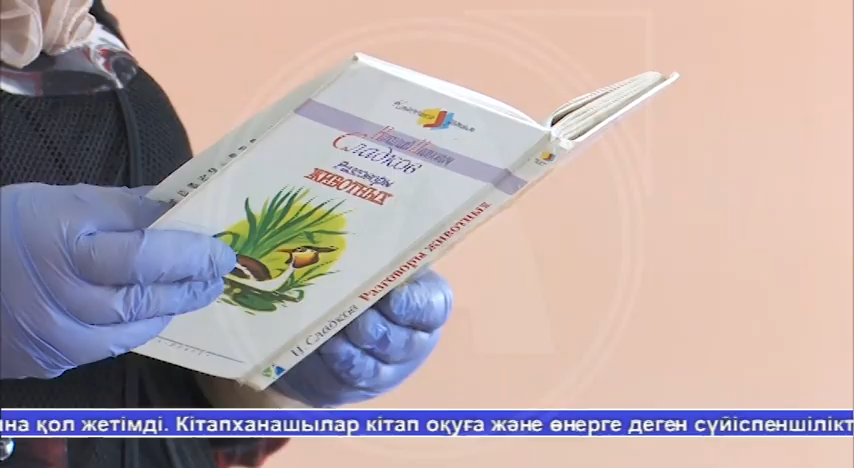 Николай Иванович
Сладков
Разговоры
ЖИВОТНЫХ
Н. Сладков Разговоры животных
на қол жетімді. Кітапханашылар кітап оқуға және өнерге деген сүйіспеншілікт